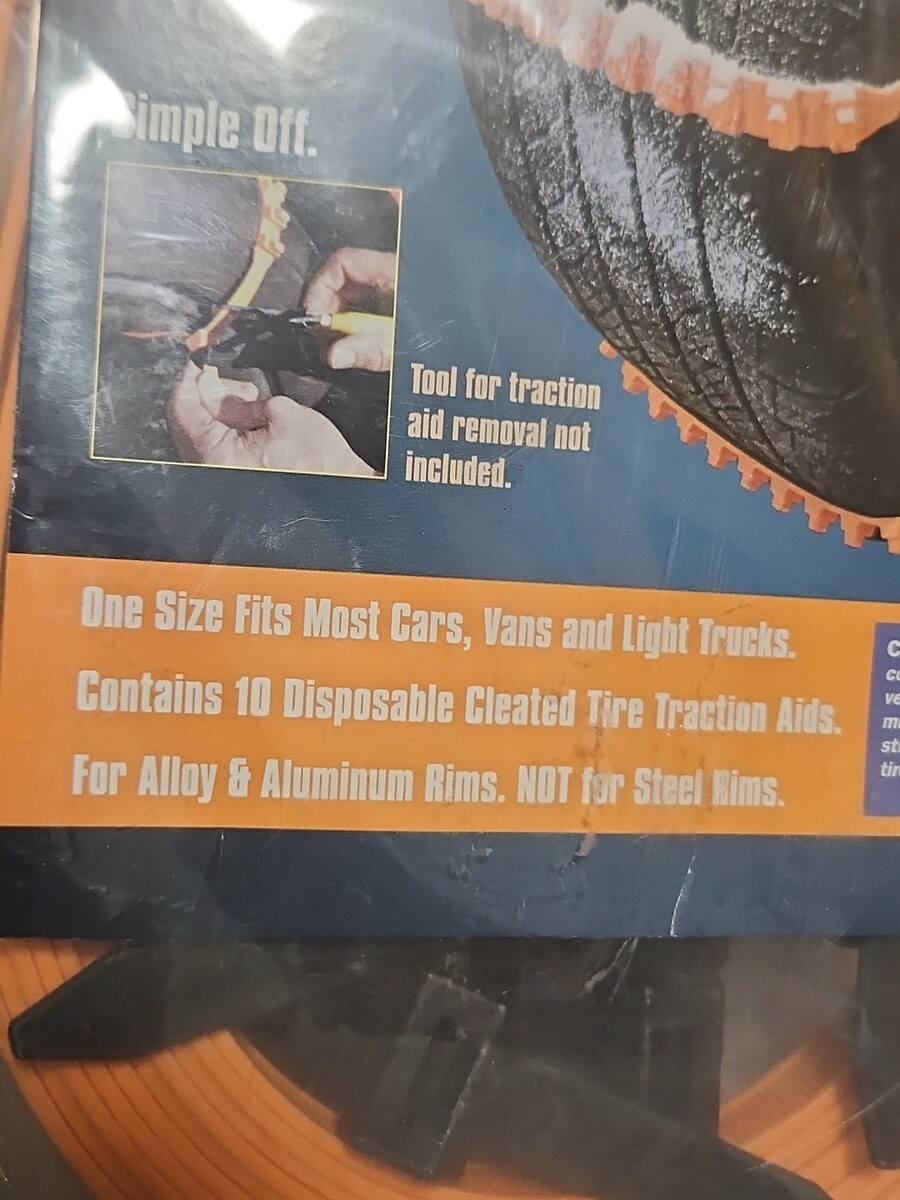 Simple Off.
Tool for traction
aid removal not
included.
One Size Fits Most Cars, Vans and Light Trucks.
Contains 10 Disposable Cleated Tire Traction Aids.
For Alloy & Aluminum Rims. NOT for Steel Rims.